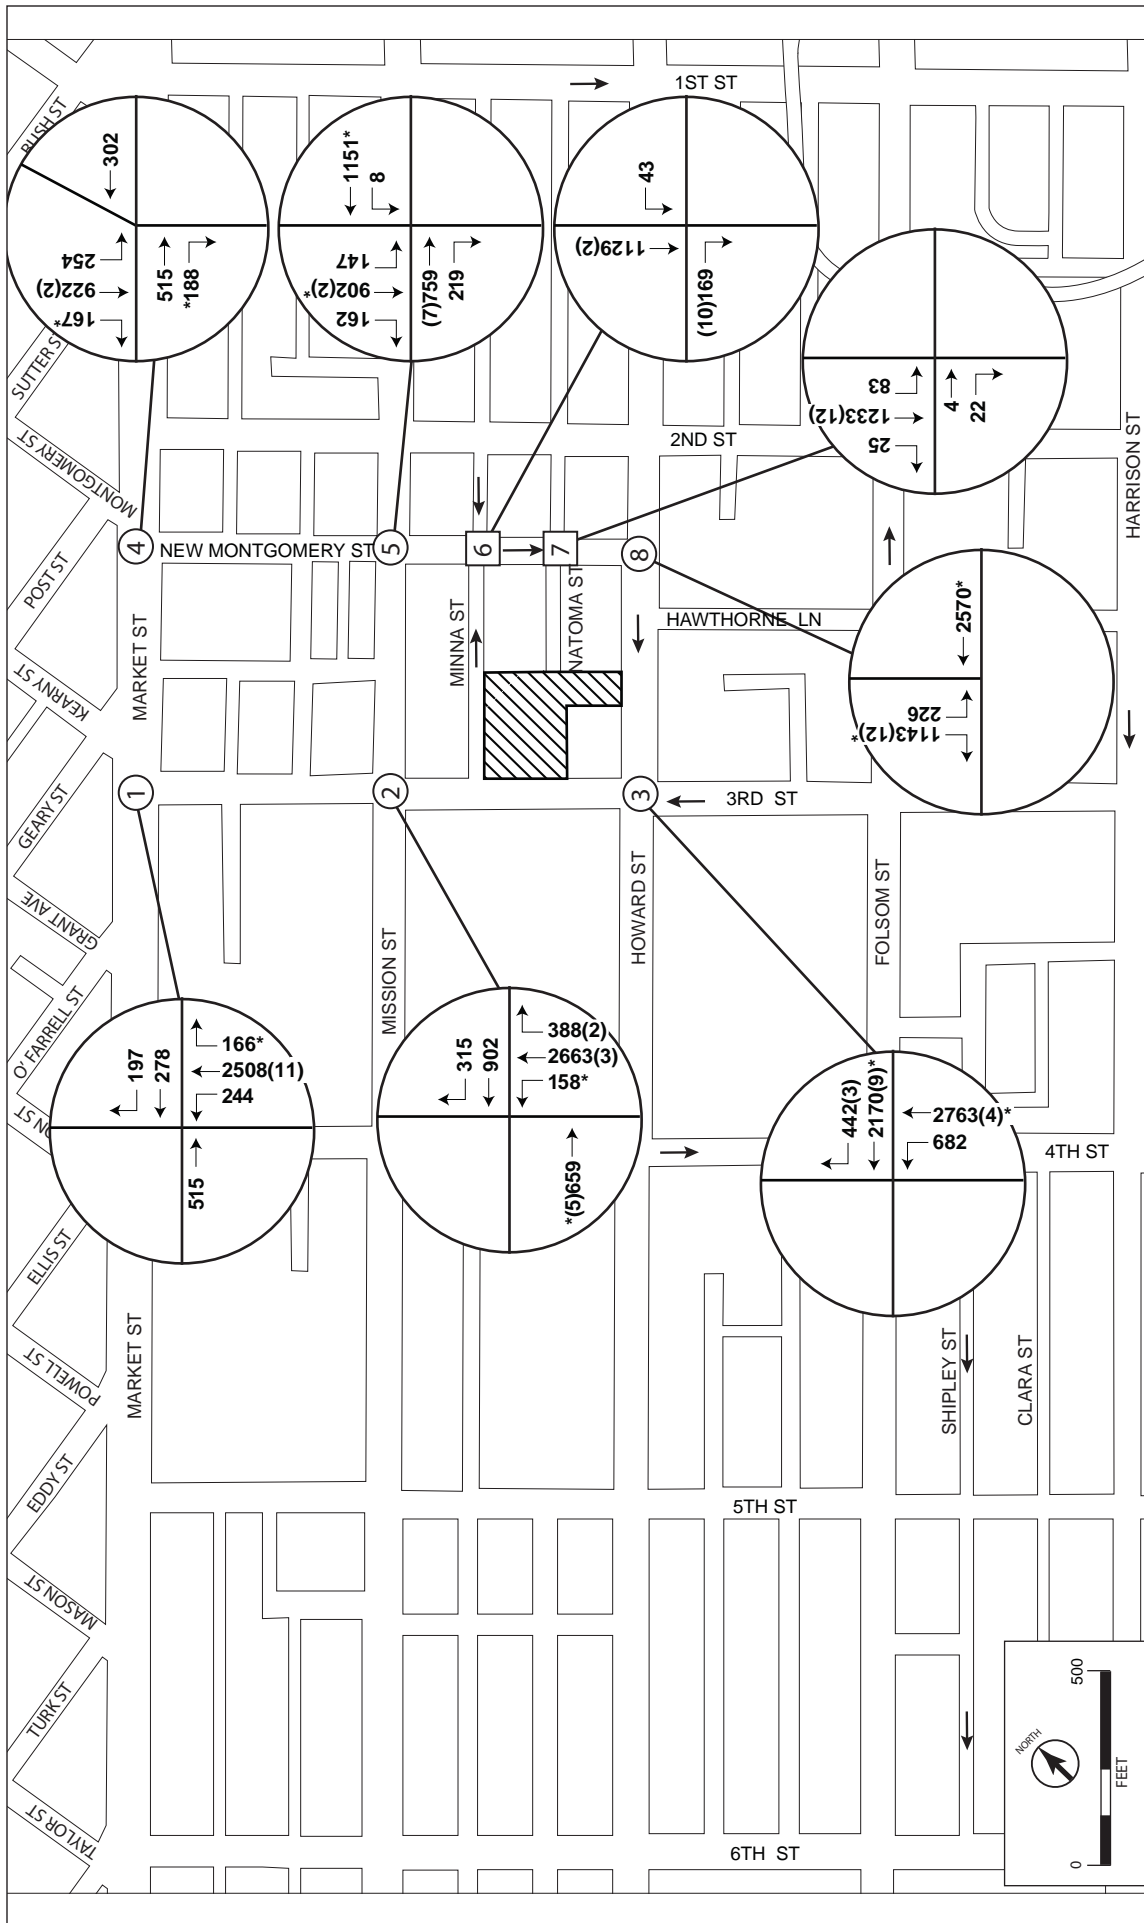 BUSH ST
SUTTER ST
MONTGOMERY ST
POST ST
KEARNY ST
GEARY ST
GRANT AVE
O' FARRELL ST
ON ST
ELLIS ST
POWELL ST
EDDY ST
MASON ST
TURK ST
TAYLOR ST
1ST ST
2ND ST
NEW MONTGOMERY ST
MARKET ST
MINNA ST
NATOMA ST
HAWTHORNE LN
HARRISON ST
3RD ST
MISSION ST
HOWARD ST
FOLSOM ST
4TH ST
MARKET ST
SHIPLEY ST
CLARA ST
5TH ST
6TH ST
4
302
254
922(2)
167*
515
*188
5
1151*
8
147
902(2)*
162
(7)759
219
6
43
1129(2)
(10)169
7
83
1233(12)
25
4
22
8
2570*
226
1143(12)*
1
197
278
166*
2508(11)
244
515
2
315
902
388(2)
2663(3)
158*
*(5)659
3
442(3)
2170(9)*
2763(4)*
682
NORTH
0
500
FEET